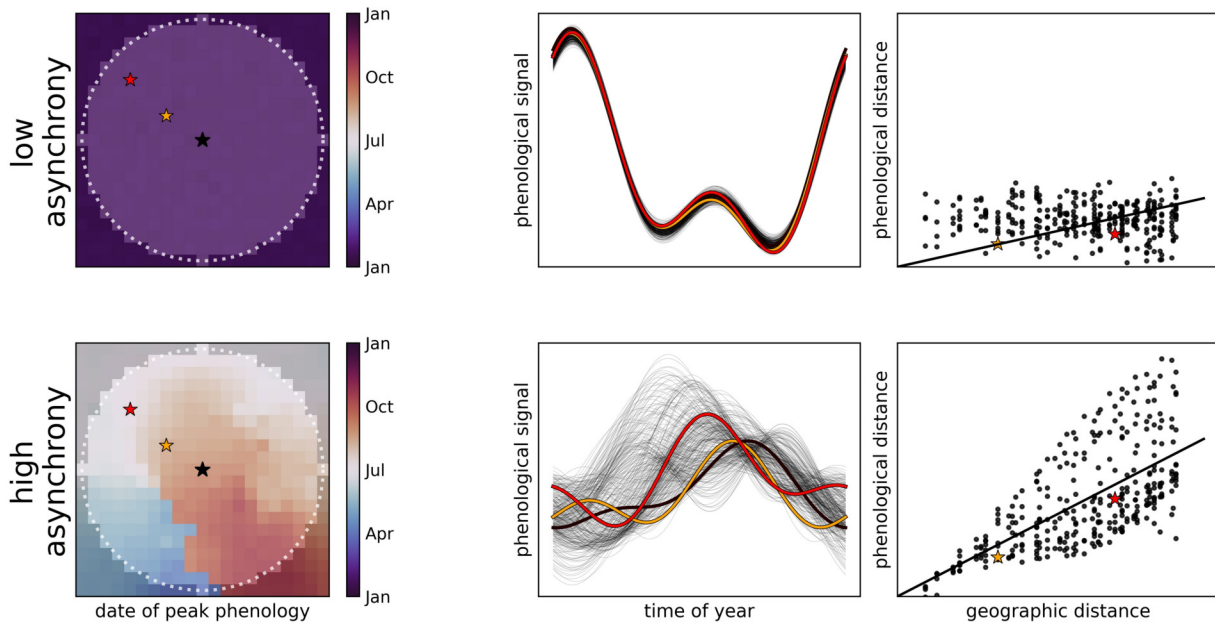 low
asynchrony
Jan
Oct
Jul
Apr
Jan
phenological signal
phenological distance
high
asynchrony
Jan
Oct
Jul
Apr
Jan
date of peak phenology
phenological signal
time of year
phenological distance
geographic distance